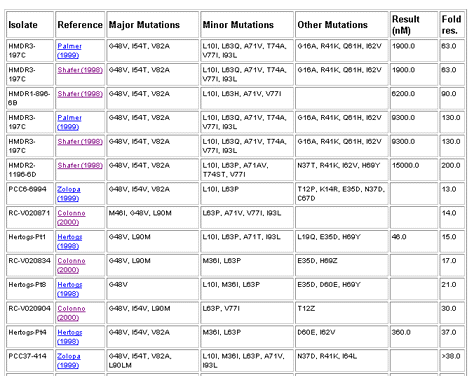 Isolate Reference Major Mutations Minor Mutations Other Mutations Result (nM) Fold res.
HMDR3-197C Palmer (1999) G48V, I54T, V82A L10I, L63Q, A71V, T74A, V77I, I93L G16A, R41K, Q61H, I62V 1900.0 63.0
HMDR3-197C Shafer (1998) G48V, I54T, V82A L10I, L63Q, A71V, T74A, V77I, I93L G16A, R41K, Q61H, I62V 1900.0 63.0
HMDR1-896-6B Shafer (1998) G48V, I54T, V82A L10I, L63H, A71V, V77I 6200.0 90.0
HMDR3-197C Palmer (1999) G48V, I54T, V82A L10I, L63Q, A71V, T74A, V77I, I93L G16A, R41K, Q61H, I62V 9300.0 130.0
HMDR3-197C Shafer (1998) G48V, I54T, V82A L10I, L63Q, A71V, T74A, V77I, I93L G16A, R41K, Q61H, I62V 9300.0 130.0
HMDR2-1196-6D Shafer (1998) G48V, I54T, V82A L10I, L63P, A71AV, T74ST, V77I N37T, R41K, I62V, H69Y 15000.0 200.0
PCC6-6994 Zolopa (1999) G48V, I54V, V82A L10I, L63P T12P, K14R, E35D, N37D, C67D 13.0
RC-V020871 Colonno (2000) M46I, G48V, L90M L63P, A71V, V77I, I93L 14.0
Hertogs-Pt1 Hertogs (1998) G48V, L90M L10I, L63P, A71T, I93L L19Q, E35D, H69Y 46.0 15.0
RC-V020834 Colonno (2000) G48V, L90M M36I, L63P E35D, H69Z 17.0
Hertogs-Pt8 Hertogs (1998) G48V L10I, M36I, L63P E35D, D60E, H69Y 21.0
RC-V020904 Colonno (2000) G48V, I54V, L90M L63P, V77I T12Z 30.0
Hertogs-Pt4 Hertogs (1998) G48V, I54V, V82A M36I, L63P D60E, I62V 360.0 37.0
PCC37-414 Zolopa (1999) G48V, I54T, V82A, L90LM L10I, M36I, L63P, A71V, I93L N37D, R41K, I64L >38.0